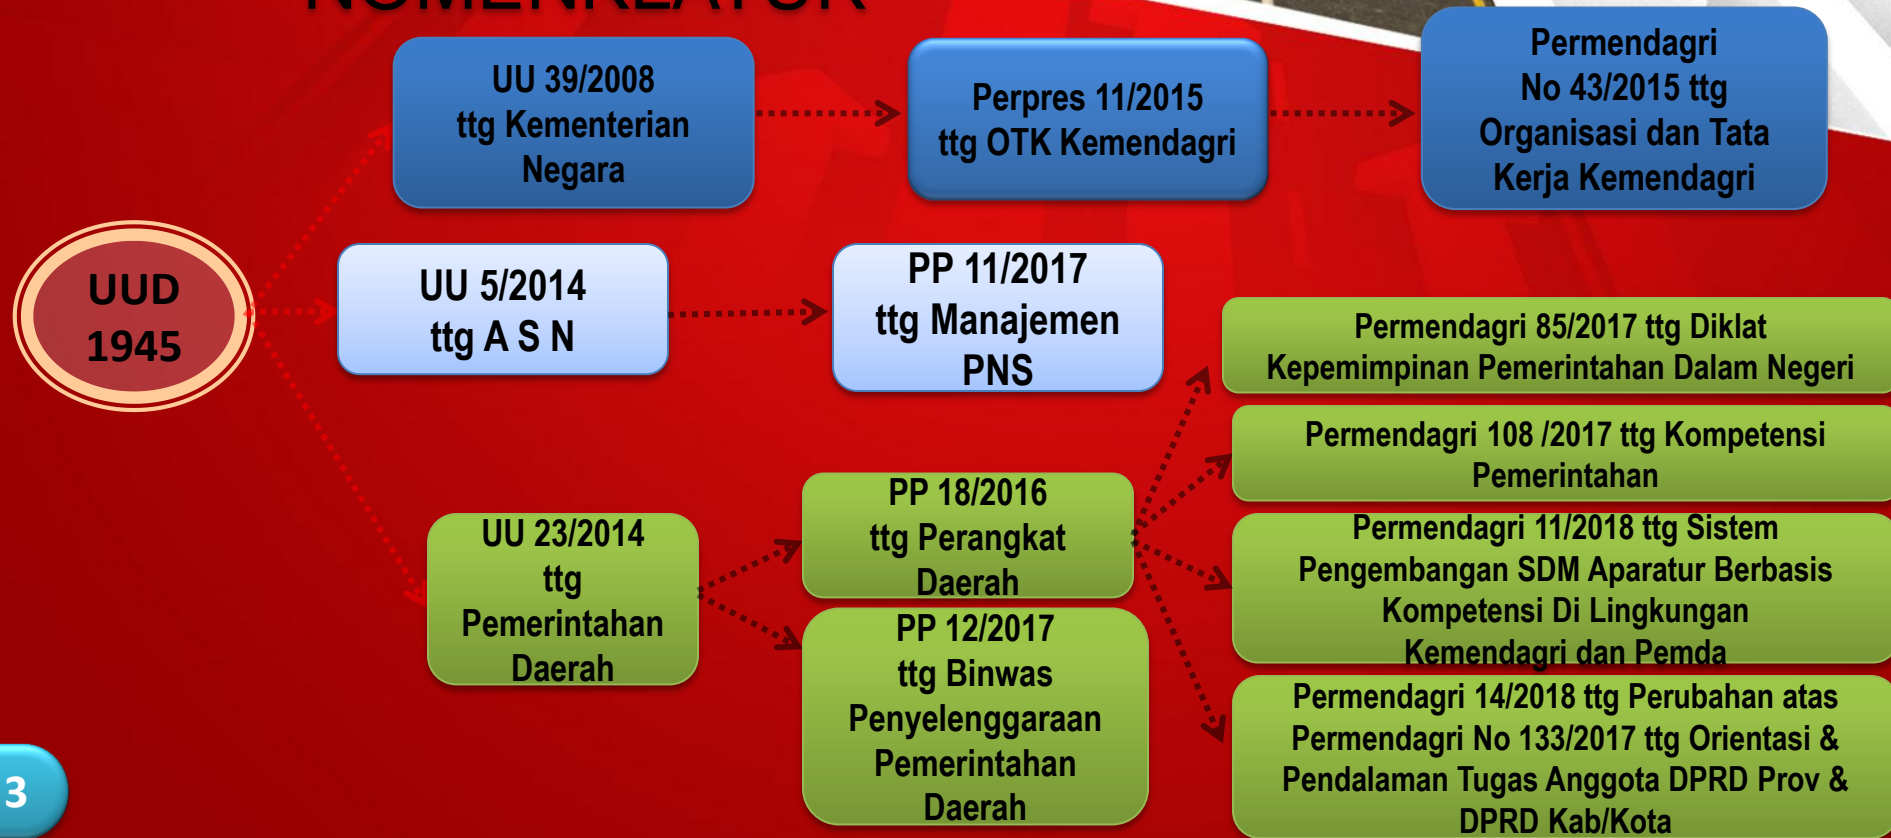 NOMENKLATUR
UU 39/2008
ttg Kementerian
Negara
Perpres 11/2015
ttg OTK Kemendagri
Permendagri
No 43/2015 ttg
Organisasi dan Tata
Kerja Kemendagri
UUD
1945
UU 5/2014
ttg A S N
PP 11/2017
ttg Manajemen
PNS
UU 23/2014
ttg
Pemerintahan
Daerah
PP 18/2016
ttg Perangkat
Daerah
PP 12/2017
ttg Binwas
Penyelenggaraan
Pemerintahan
Daerah
Permendagri 85/2017 ttg Diklat
Kepemimpinan Pemerintahan Dalam Negeri
Permendagri 108 /2017 ttg Kompetensi
Pemerintahan
Permendagri 11/2018 ttg Sistem
Pengembangan SDM Aparatur Berbasis
Kompetensi Di Lingkungan
Kemendagri dan Pemda
Permendagri 14/2018 ttg Perubahan atas
Permendagri No 133/2017 ttg Orientasi &
Pendalaman Tugas Anggota DPRD Prov &
DPRD Kab/Kota
3